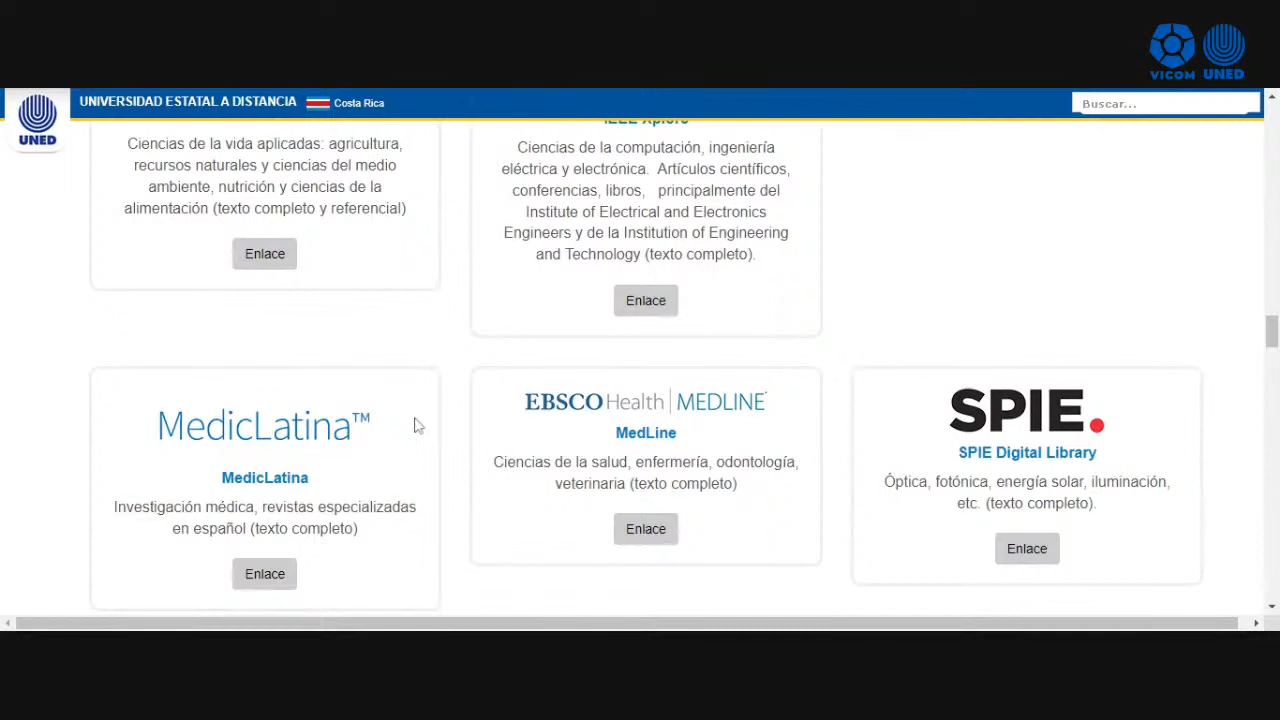 VICOM UNED
UNIVERSIDAD ESTATAL A DISTANCIA Costa Rica
Buscar...
UNED
Ciencias de la vida aplicadas: agricultura,
recursos naturales y ciencias del medio
ambiente, nutrición y ciencias de la
alimentación (texto completo y referencial)
Enlace
IEEE Xplore
Ciencias de la computación, ingeniería
eléctrica y electrónica. Artículos científicos,
conferencias, libros, principalmente del
Institute of Electrical and Electronics
Engineers y de la Institution of Engineering
and Technology (texto completo).
Enlace
MedicLatina™
MedicLatina
Investigación médica, revistas especializadas
en español (texto completo)
Enlace
EBSCO Health MEDLINE
MedLine
Ciencias de la salud, enfermería, odontología,
veterinaria (texto completo)
Enlace
SPIE.
SPIE Digital Library
Óptica, fotónica, energía solar, iluminación,
etc. (texto completo).
Enlace